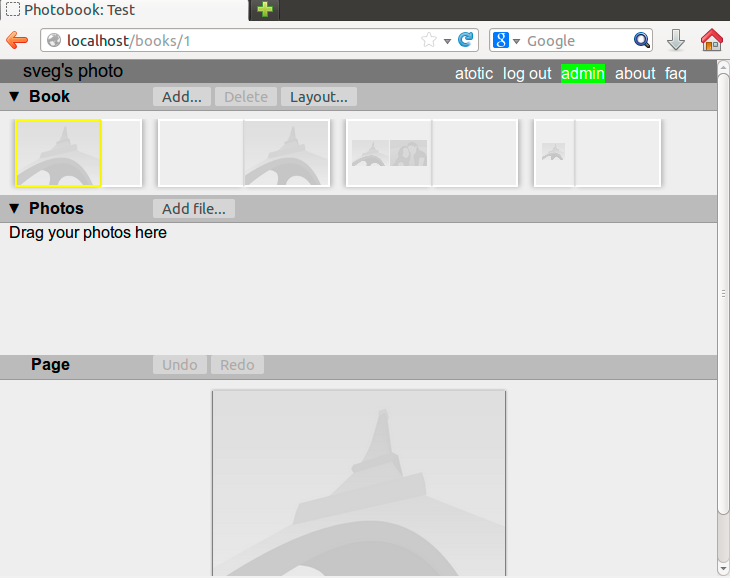 Photobook: Test
localhost/books/1
8 Google
sveg's photo
atotic log out admin about faq
▼ Book Add... Delete Layout...
▼ Photos Add file...
Drag your photos here
Page Undo Redo